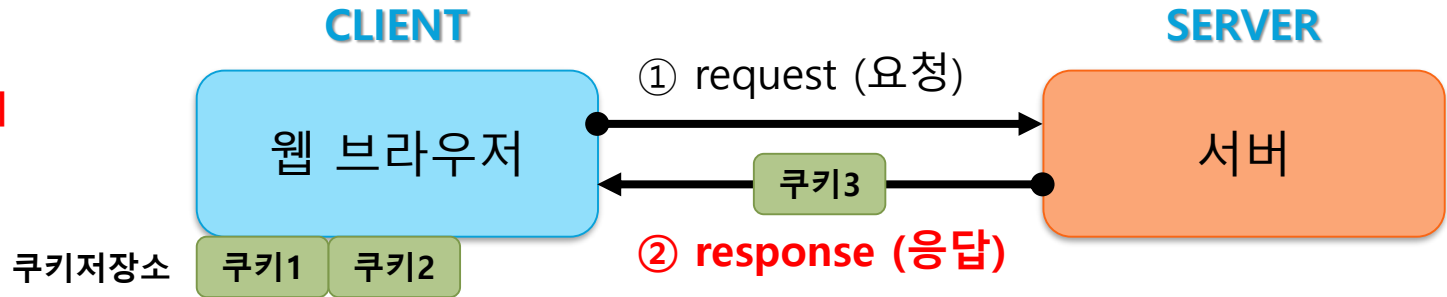 CLIENT
SERVER
① request (요청)
웹 브라우저
서버
쿠키3
② response (응답)
쿠키저장소
쿠키1
쿠키2